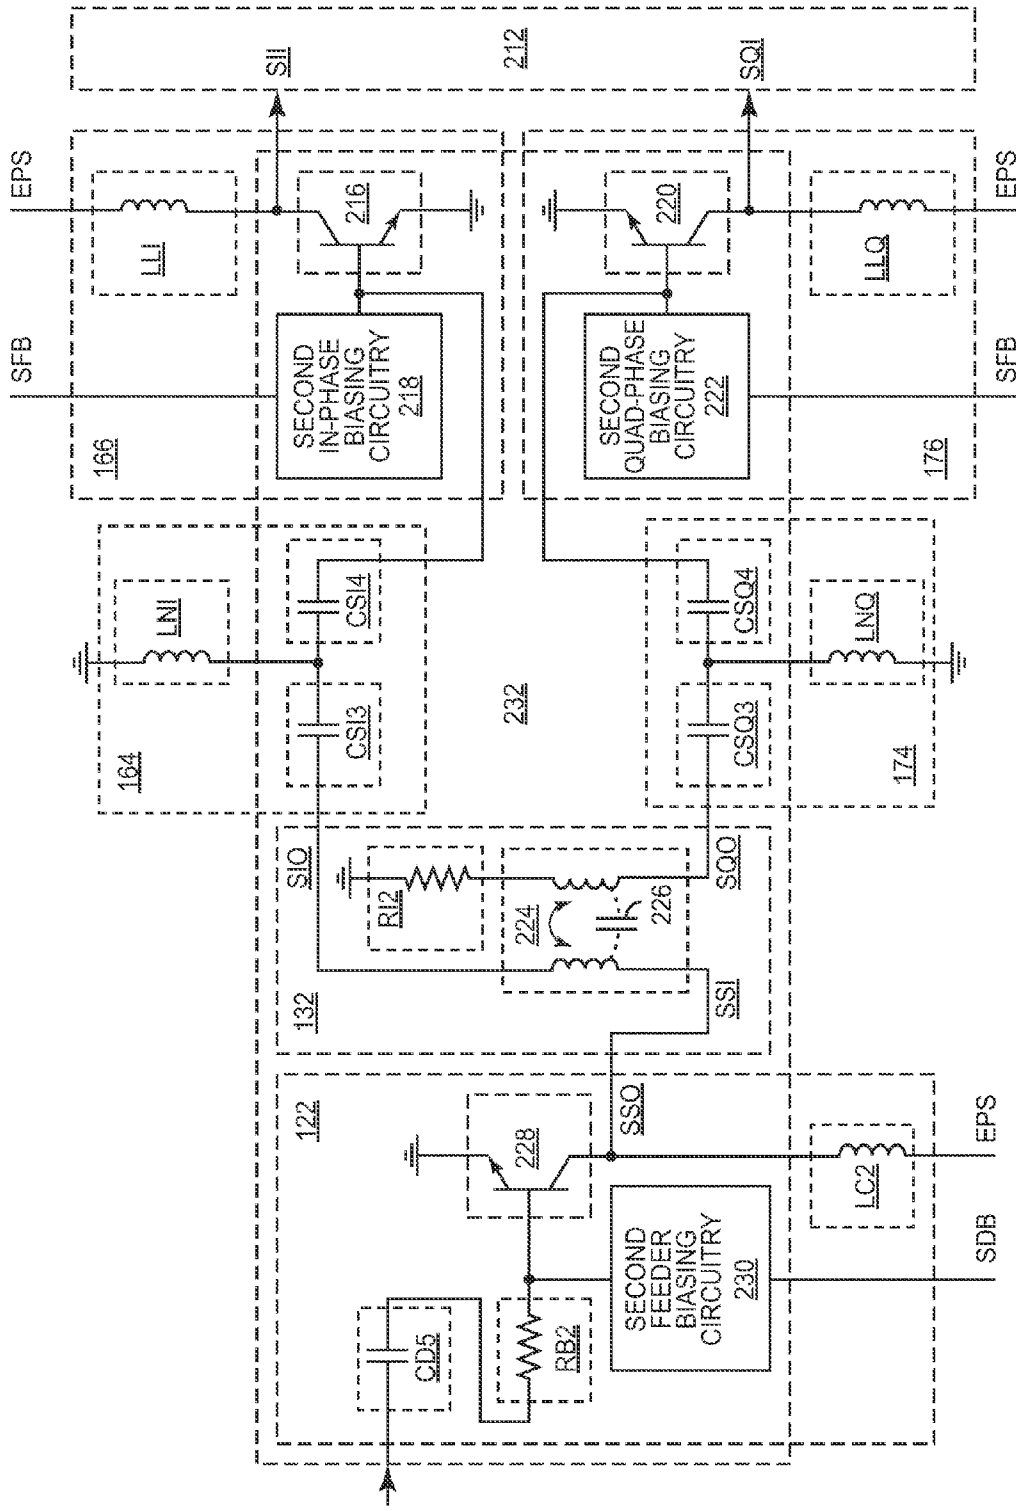 EPS
SFB
LLI
SII
216
SECOND
IN-PHASE
BIASING
CIRCUITRY
218
166
212
SQI
220
SECOND
QUAD-PHASE
BIASING
CIRCUITRY
222
LLQ
176
EPS
SFB
LNI
CSI4
CSI3
164
232
CSQ4
CSQ3
LNQ
174
SIO
RI2
224
226
SQO
132
SSI
122
228
SSO
CD5
RB2
SECOND
FEEDER
BIASING
CIRCUITRY
230
LC2
EPS
SDB